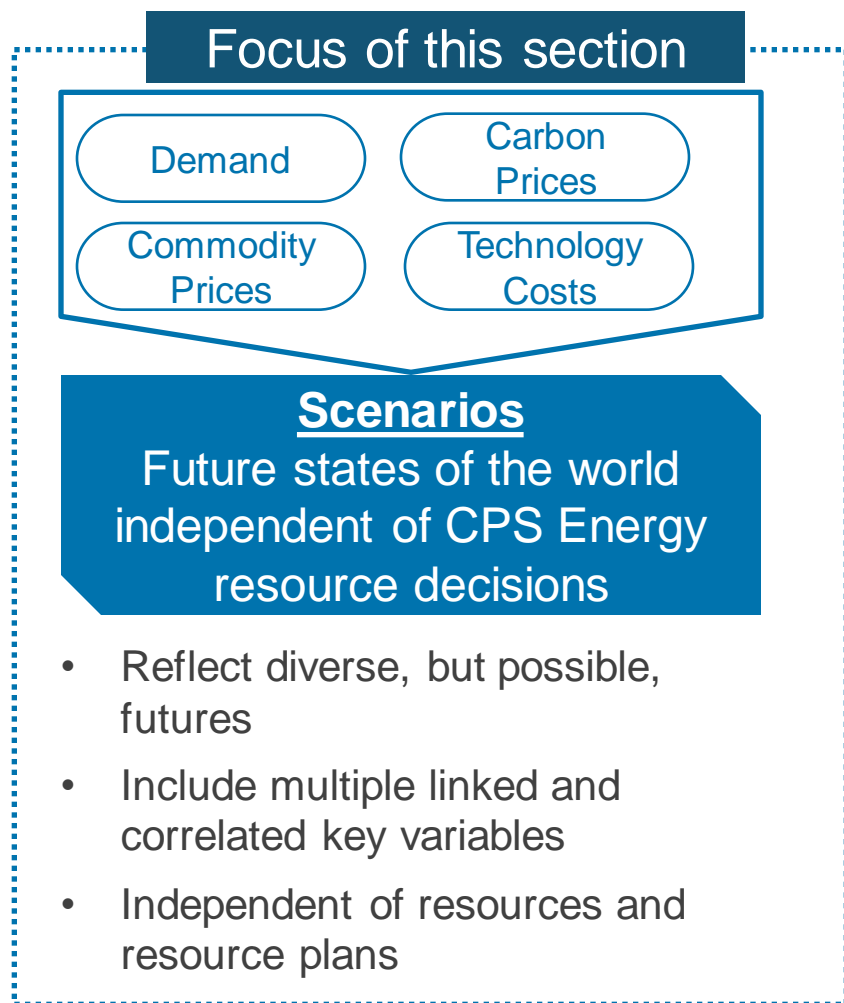 Focus of this section
Demand
Carbon
Prices
Commodity
Prices
Technology
Costs
Scenarios
Future states of the world
independent of CPS Energy
resource decisions
• Reflect diverse, but possible,
futures
• Include multiple linked and
correlated key variables
• Independent of resources and
resource plans